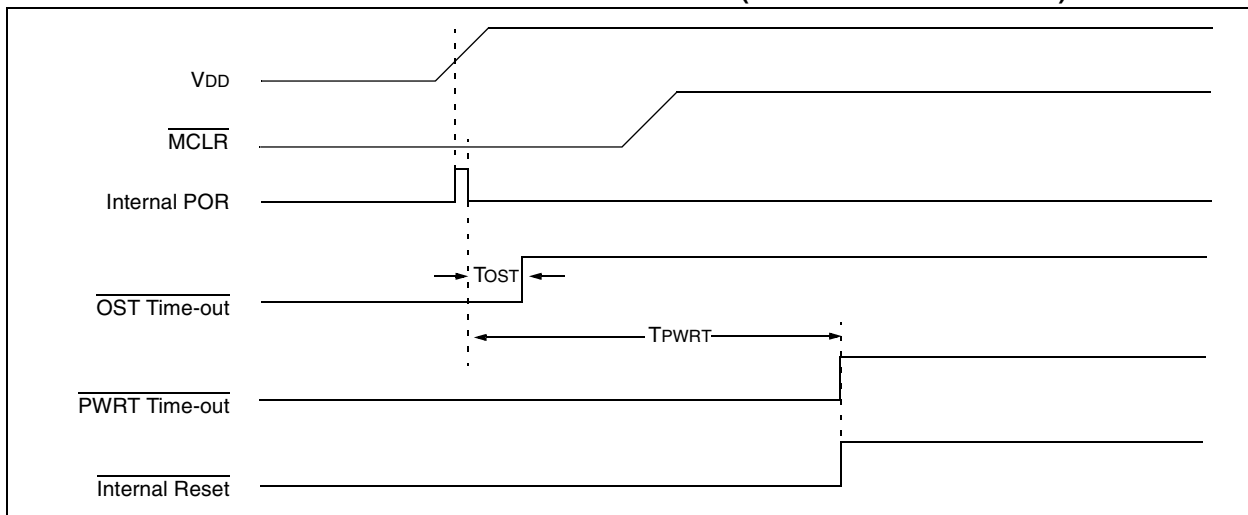 VDD
MCLR
Internal POR
TOST
OST Time-out
TPWRT
PWRT Time-out
Internal Reset